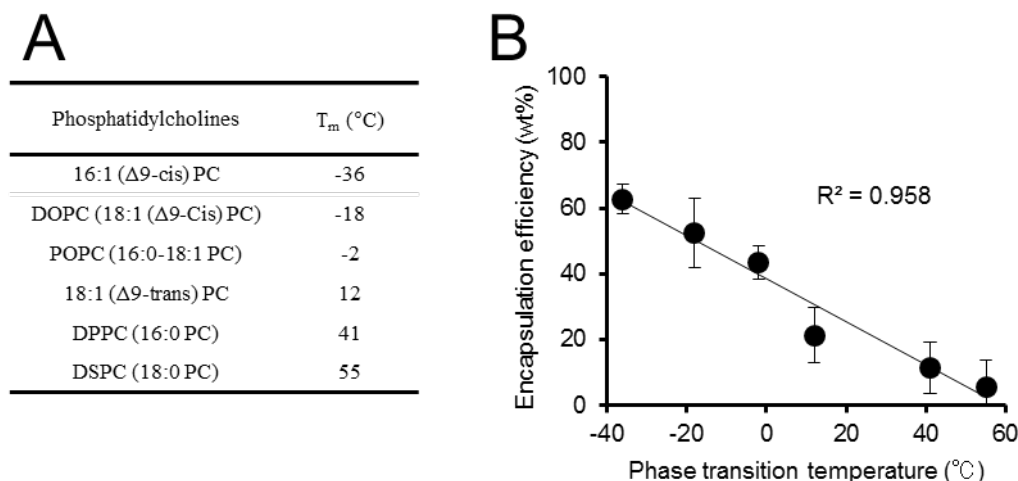 A
Phosphatidylcholines Tm (°C)
16:1 (Δ9-cis) PC -36
DOPC (18:1 (Δ9-Cis) PC) -18
POPC (16:0-18:1 PC) -2
18:1 (Δ9-trans) PC 12
DPPC (16:0 PC) 41
DSPC (18:0 PC) 55
B
Encapsulation efficiency (wt%)
100
80
60
40
20
0
R² = 0.958
-40 -20 0 20 40 60
Phase transition temperature (℃)